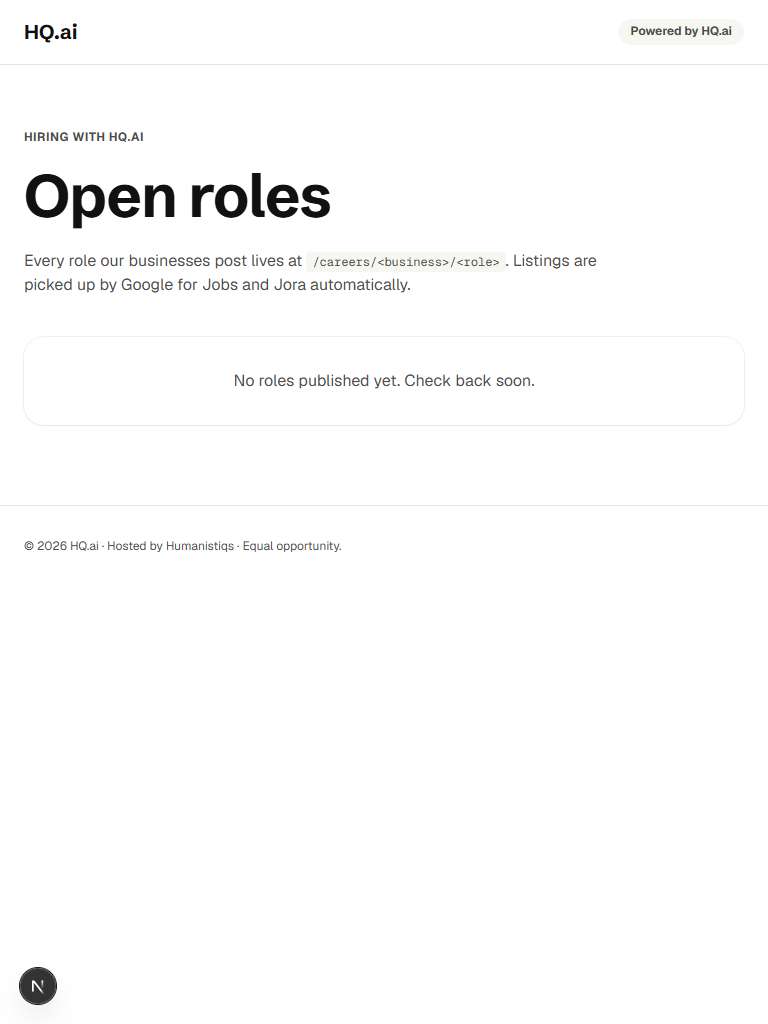 HQ.ai
Powered by HQ.ai
HIRING WITH HQ.AI
Open roles
Every role our businesses post lives at /careers/<business>/<role> . Listings are
picked up by Google for Jobs and Jora automatically.
No roles published yet. Check back soon.
© 2026 HQ.ai · Hosted by Humanistiqs · Equal opportunity.
N